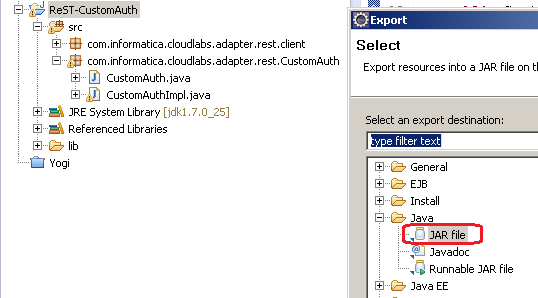 ReST-CustomAuth
src
com.informatica.cloudlabs.adapter.rest.client
com.informatica.cloudlabs.adapter.rest.CustomAuth
CustomAuth.java
CustomAuthImpl.java
JRE System Library [jdk1.7.0_25]
Referenced Libraries
lib
Yogi
Export
Select
Export resources into a JAR file on th
Select an export destination:
type filter text
General
EJB
Install
Java
JAR file
Javadoc
Runnable JAR file
Java EE